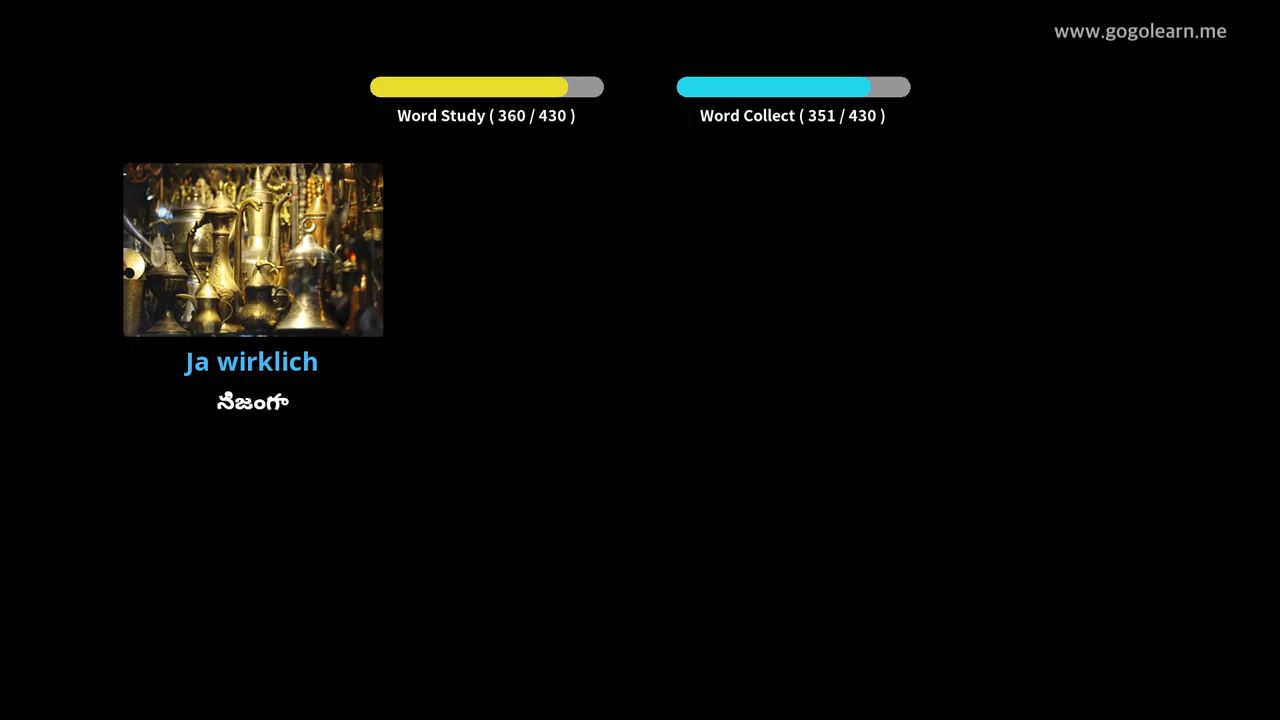 www.gogolearn.me
Word Study ( 360 / 430 )
Word Collect ( 351 / 430 )
Ja wirklich
నిజంగా